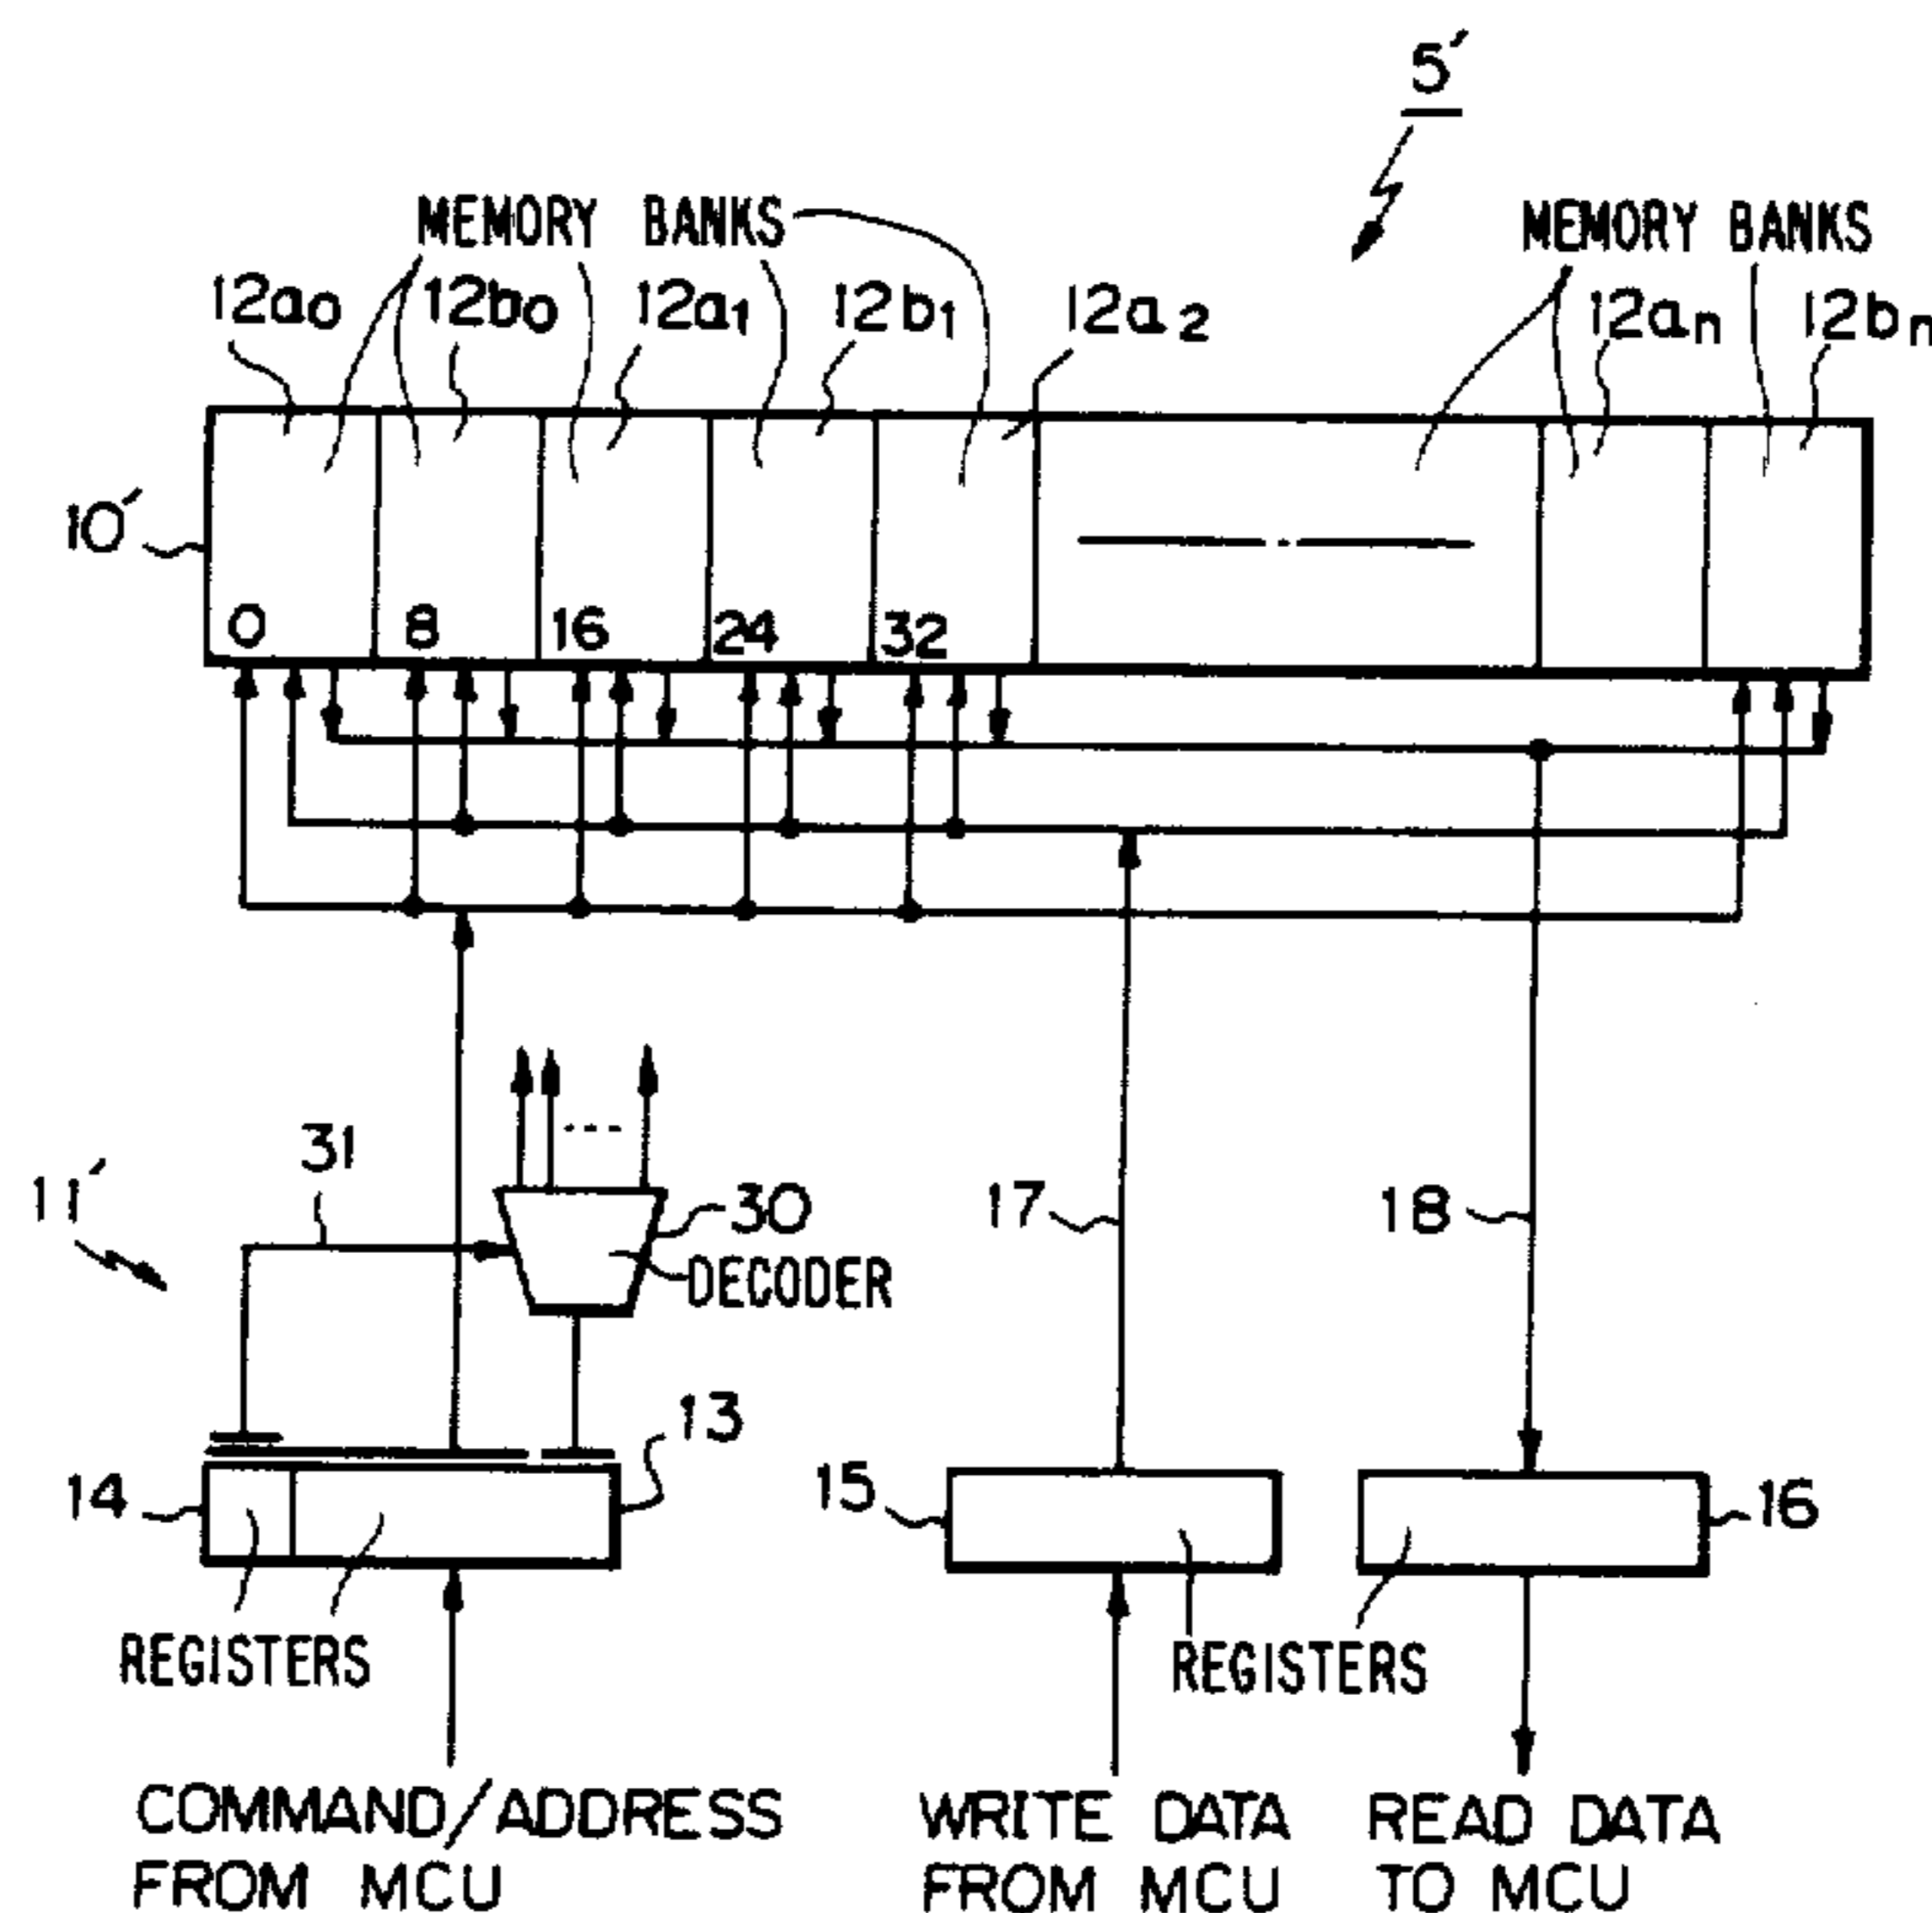 5′
MEMORY BANKS
MEMORY BANKS
12a0 12b0 12a1 12b1 12a2 12an 12bn
10′
0 8 16 24 32
31
11′
30
DECODER
17
18
13
14
15
16
REGISTERS
REGISTERS
COMMAND/ADDRESS
FROM MCU
WRITE DATA
FROM MCU
READ DATA
TO MCU